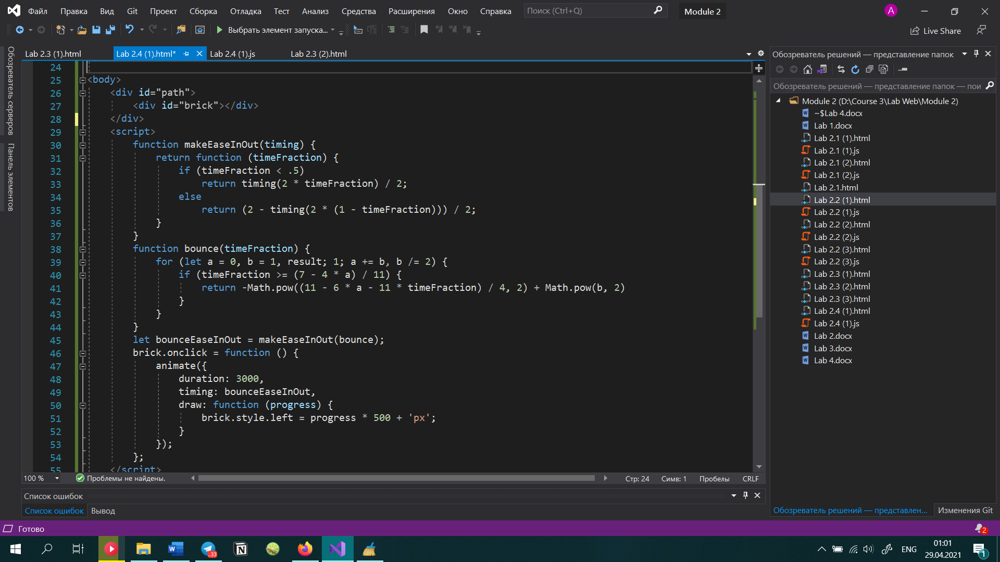 Файл Правка Вид Git Проект Сборка Отладка Тест Анализ Средства Расширения Окно Справка Поиск (Ctrl+Q) Module 2 A
Выбрать элемент запуска... Live Share
Обозреватель серверов
Панель элементов
Lab 2.3 (1).html Lab 2.4 (1).html* Lab 2.4 (1).js Lab 2.3 (2).html
24
25 <body>
26 <div id="path">
27 <div id="brick"></div>
28 </div>
29 <script>
30 function makeEaseInOut(timing) {
31 return function (timeFraction) {
32 if (timeFraction < .5)
33 return timing(2 * timeFraction) / 2;
34 else
35 return (2 - timing(2 * (1 - timeFraction))) / 2;
36 }
37 }
38 function bounce(timeFraction) {
39 for (let a = 0, b = 1, result; 1; a += b, b /= 2) {
40 if (timeFraction >= (7 - 4 * a) / 11) {
41 return -Math.pow((11 - 6 * a - 11 * timeFraction) / 4, 2) + Math.pow(b, 2)
42 }
43 }
44 }
45 let bounceEaseInOut = makeEaseInOut(bounce);
46 brick.onclick = function () {
47 animate({
48 duration: 3000,
49 timing: bounceEaseInOut,
50 draw: function (progress) {
51 brick.style.left = progress * 500 + 'px';
52 }
53 });
54 };
55 </script>
100 % Проблемы не найдены. Стр: 24 Симв: 1 Пробелы CRLF
Список ошибок
Список ошибок Вывод
Обозреватель решений — представление папок
Обозреватель решений — представление папок — пои
Module 2 (D:\Course 3\Lab Web\Module 2)
~$Lab 4.docx
Lab 1.docx
Lab 2.1 (1).html
Lab 2.1 (1).js
Lab 2.1 (2).html
Lab 2.1 (2).js
Lab 2.1.html
Lab 2.2 (1).html
Lab 2.2 (1).js
Lab 2.2 (2).html
Lab 2.2 (2).js
Lab 2.2 (3).html
Lab 2.2 (3).js
Lab 2.3 (1).html
Lab 2.3 (2).html
Lab 2.3 (3).html
Lab 2.4 (1).html
Lab 2.4 (1).js
Lab 2.docx
Lab 3.docx
Lab 4.docx
Обозреватель решений — представлен... Изменения Git
Готово 2
33 ENG 01:01 1
29.04.2021